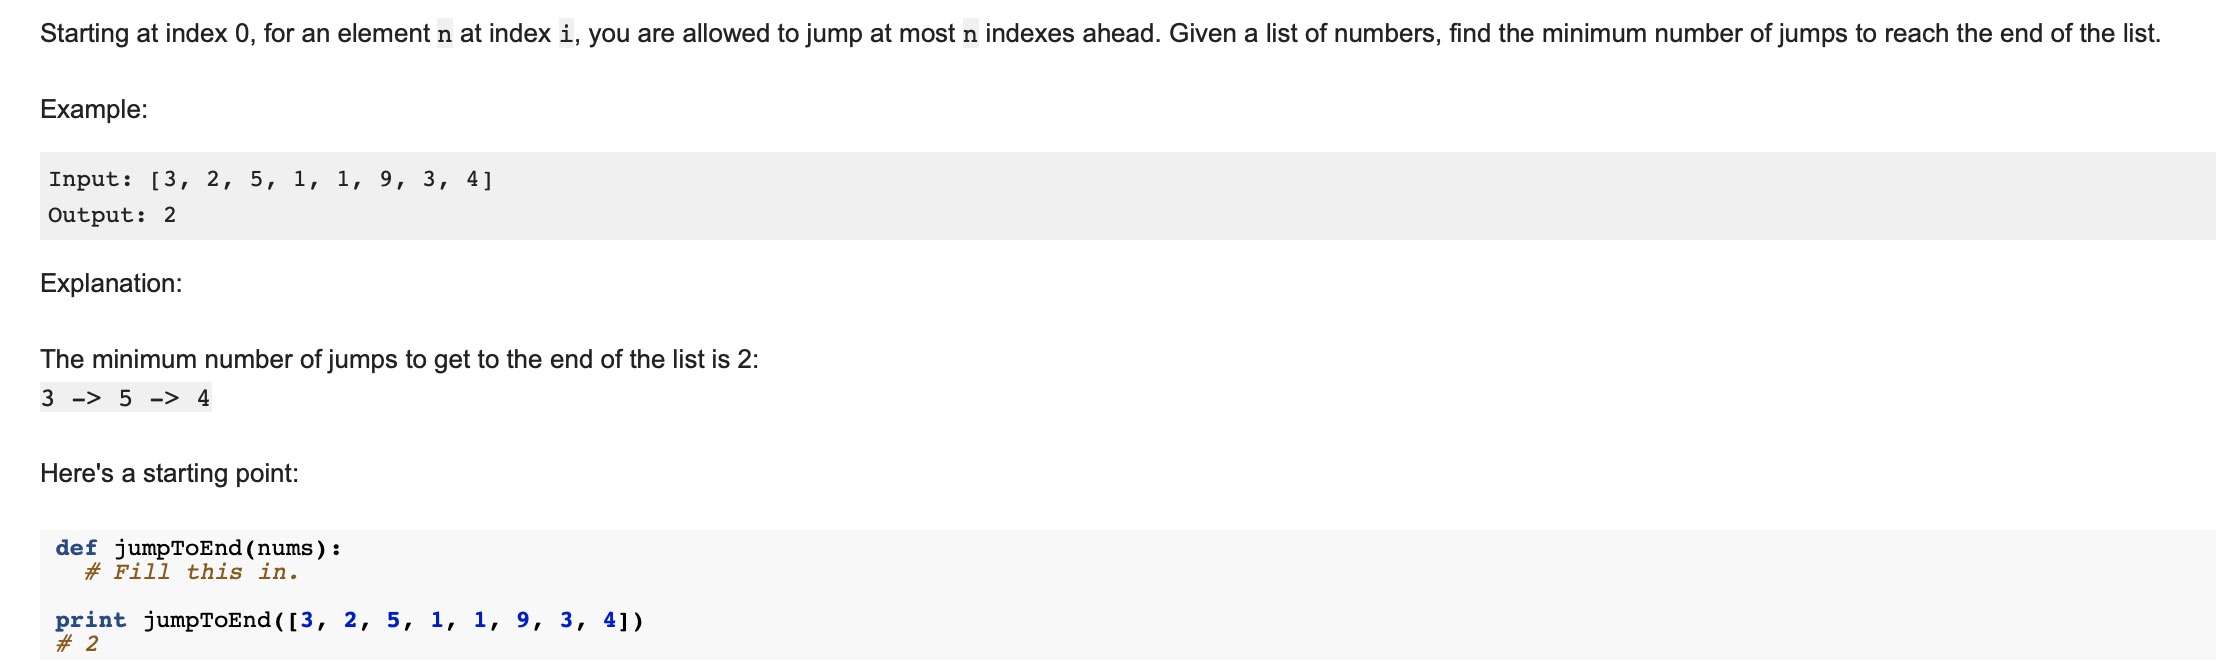 Starting at index 0, for an element n at index i, you are allowed to jump at most n indexes ahead. Given a list of numbers, find the minimum number of jumps to reach the end of the list.
Example:
Input: [3, 2, 5, 1, 1, 9, 3, 4]
Output: 2
Explanation:
The minimum number of jumps to get to the end of the list is 2:
3 -> 5 -> 4
Here's a starting point:
def jumpToEnd(nums):
  # Fill this in.
print jumpToEnd([3, 2, 5, 1, 1, 9, 3, 4])
# 2